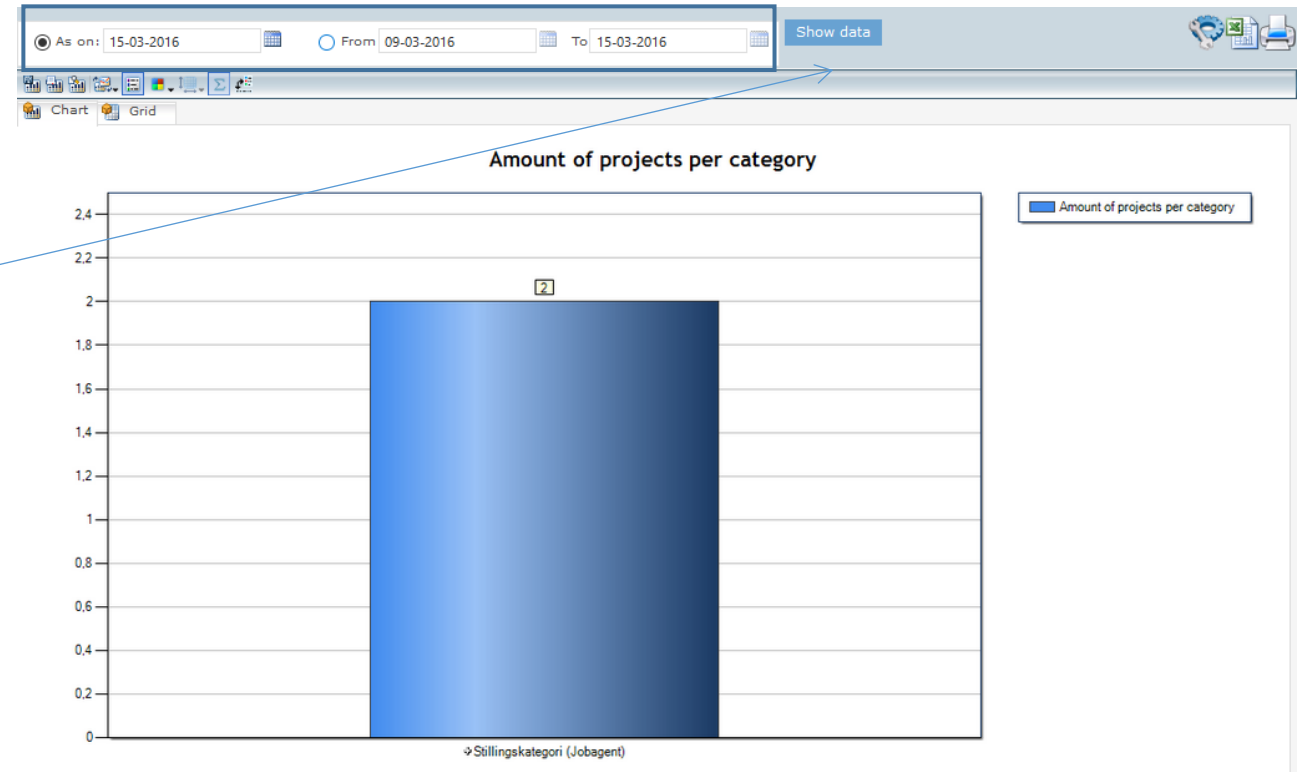 As on: 15-03-2016 From 09-03-2016 To 15-03-2016 Show data
Chart Grid
Amount of projects per category
Amount of projects per category
2,4
2,2
2
2
1,8
1,6
1,4
1,2
1
0,8
0,6
0,4
0,2
0
Stillingskategori (Jobagent)